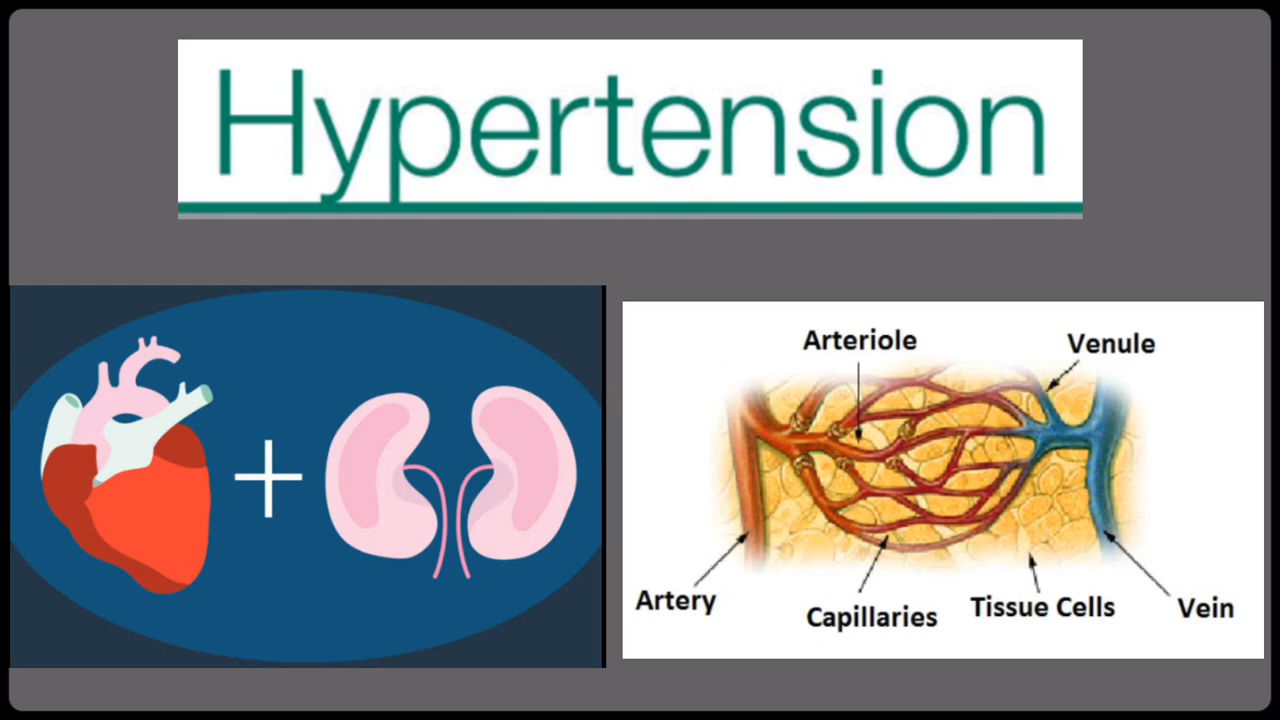 Hypertension
Arteriole
Venule
Artery
Capillaries
Tissue Cells
Vein